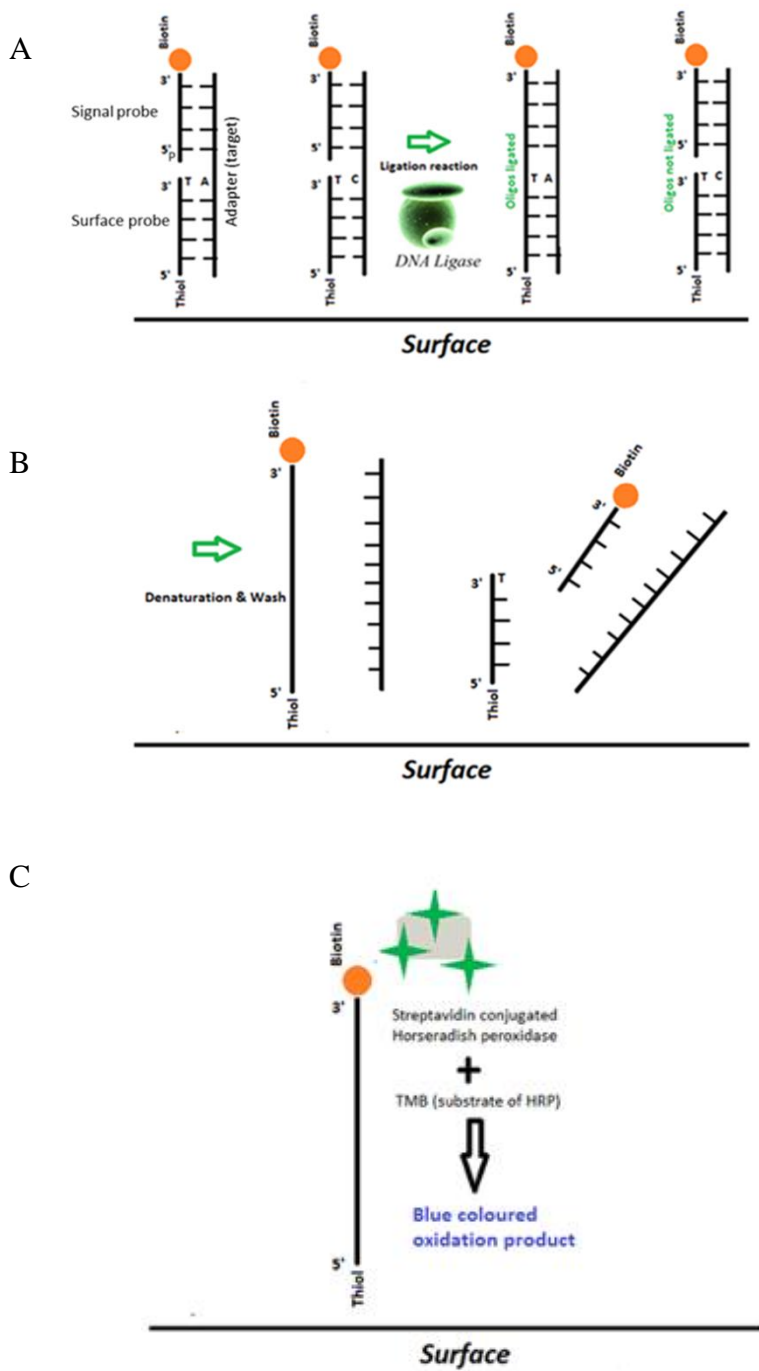 A
Biotin
Biotin
Biotin
Biotin
3'
3'
3'
3'
Signal probe
5'
P
5'
5'
5'
Adapter (target)
Ligation reaction
Oligos ligated
Oligos not ligated
3' T A
3' T C
3' T A
3' T C
Surface probe
DNA Ligase
5'
5'
5'
5'
Thiol
Thiol
Thiol
Thiol
Surface
B
Biotin
Biotin
3'
3'
5'
3' T
Denaturation & Wash
5'
5'
Thiol
Thiol
Surface
C
Biotin
3'
Streptavidin conjugated
Horseradish peroxidase
+
TMB (substrate of HRP)
Blue coloured
oxidation product
5'
Thiol
Surface